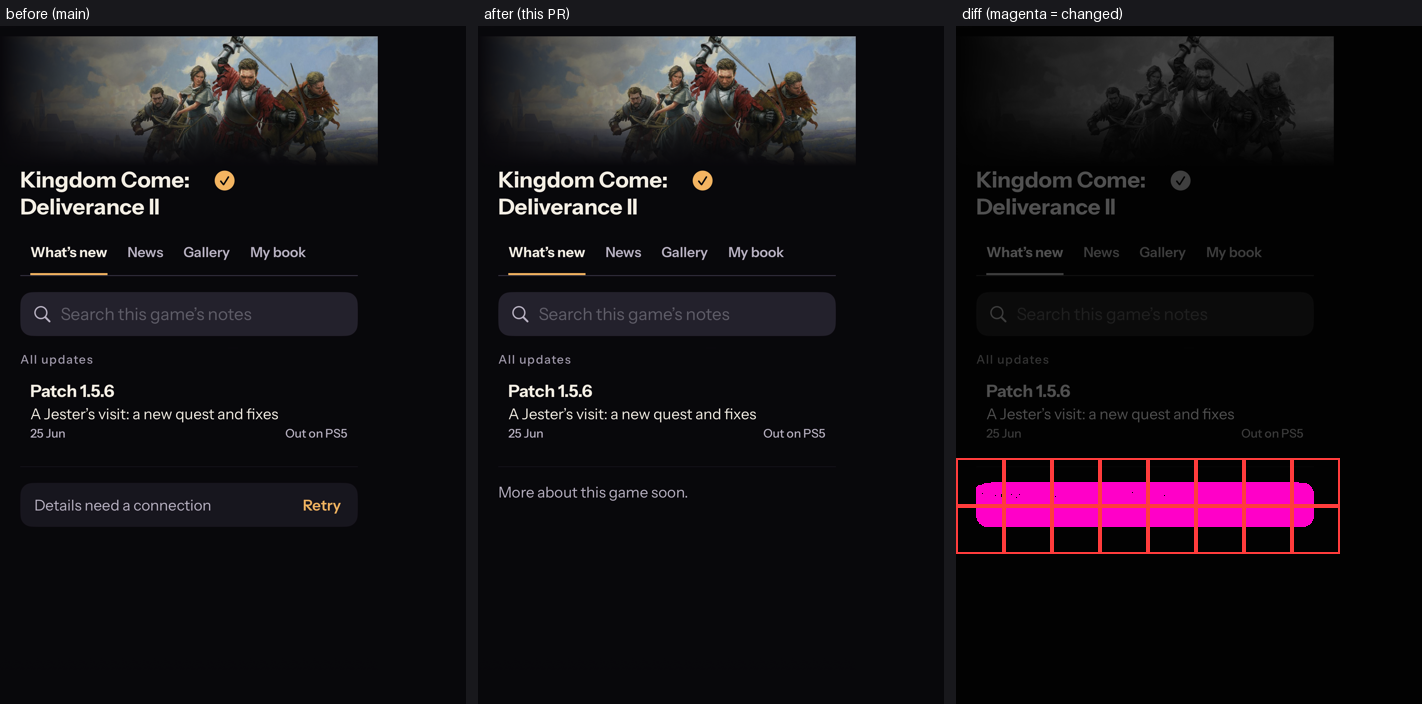 before (main)
after (this PR)
diff (magenta = changed)
Kingdom Come:
Deliverance II
What's new News Gallery My book
Search this game's notes
All updates
Patch 1.5.6
A Jester's visit: a new quest and fixes
25 Jun Out on PS5
Details need a connection Retry
Kingdom Come:
Deliverance II
What's new News Gallery My book
Search this game's notes
All updates
Patch 1.5.6
A Jester's visit: a new quest and fixes
25 Jun Out on PS5
More about this game soon.
Kingdom Come:
Deliverance II
What's new News Gallery My book
Search this game's notes
All updates
Patch 1.5.6
A Jester's visit: a new quest and fixes
25 Jun Out on PS5